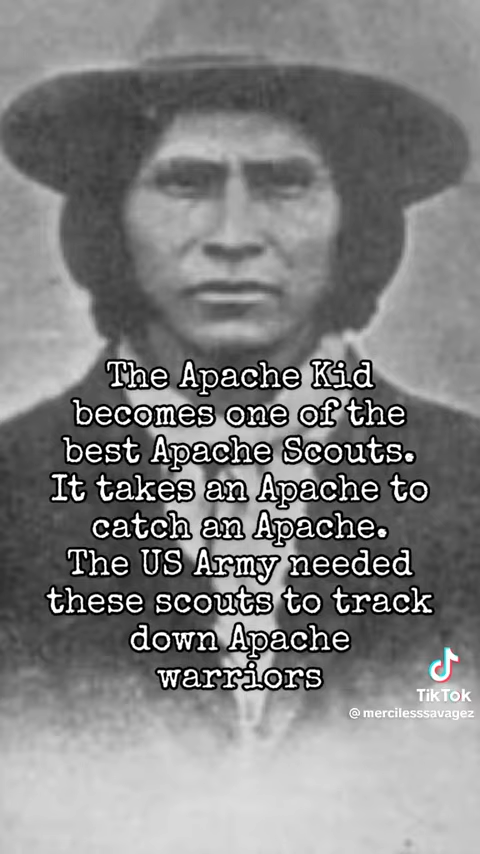 The Apache Kid
becomes one of the
best Apache Scouts.
It takes an Apache to
catch an Apache.
The US Army needed
these scouts to track
down Apache
warriors
TikTok
@mercilesssavagez